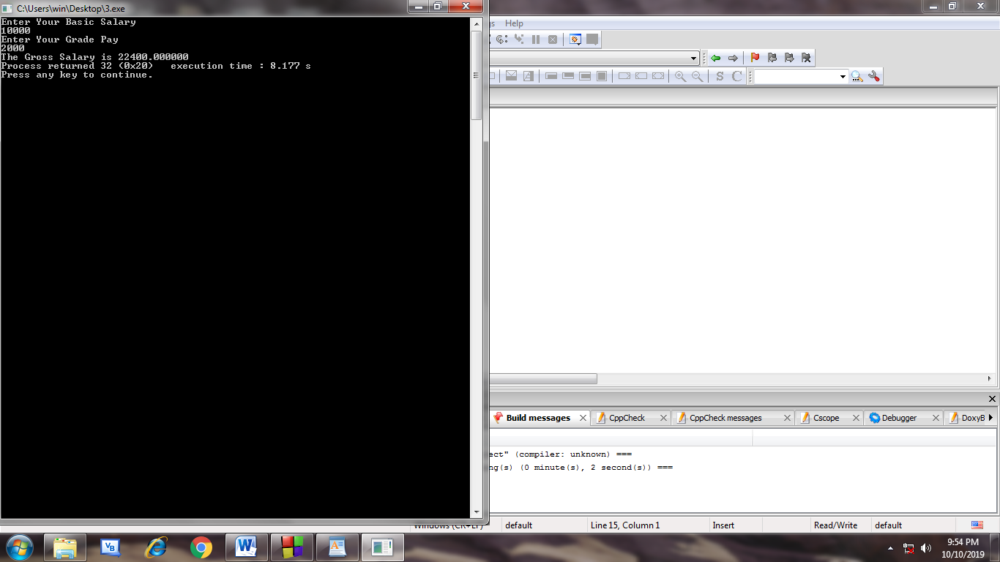 C:\Users\win\Desktop\3.exe
Enter Your Basic Salary
10000
Enter Your Grade Pay
2000
The Gross Salary is 22400.000000
Process returned 32 (0x20)   execution time : 8.177 s
Press any key to continue.
Help
S C
Build messages CppCheck CppCheck messages Cscope Debugger DoxyB
ect" (compiler: unknown) ===
ng(s) (0 minute(s), 2 second(s)) ===
Windows (CR+LF) default Line 15, Column 1 Insert Read/Write default
VB W A
9:54 PM
10/10/2019